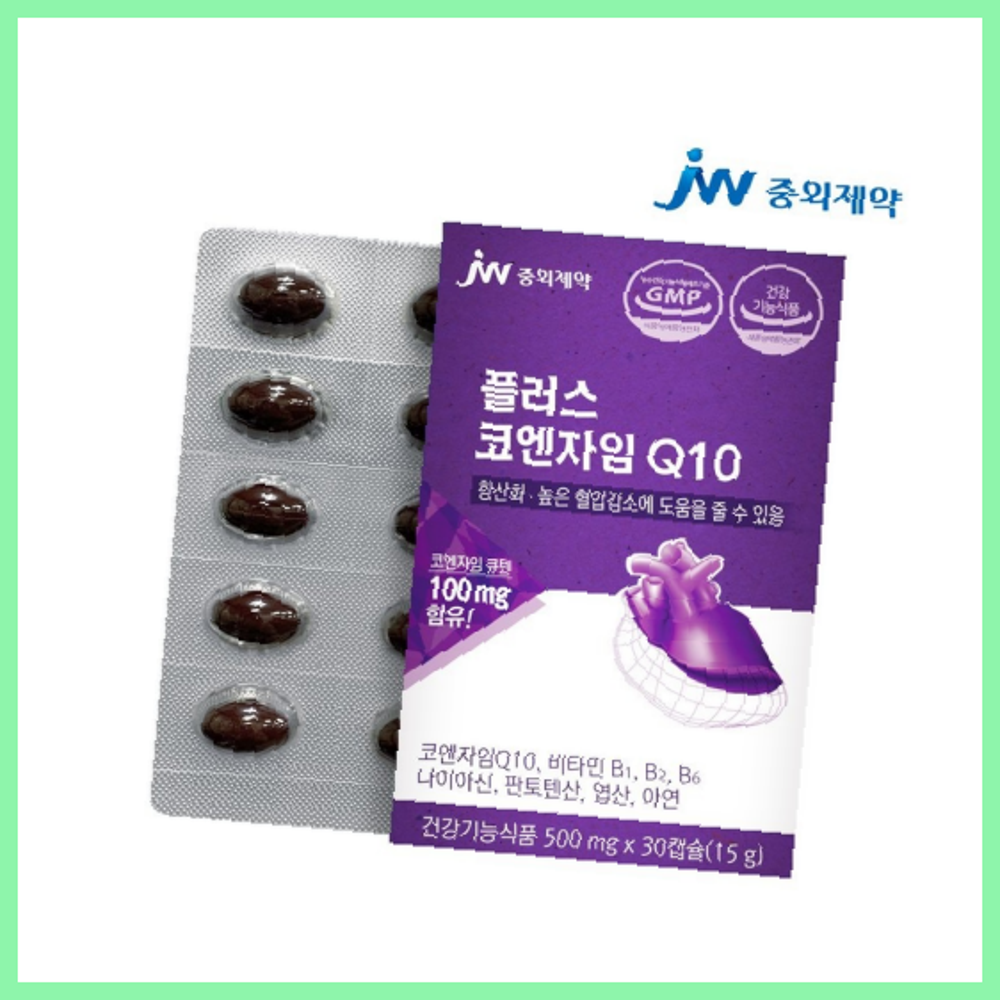 jw 중외제약
jw 중외제약
GMP
건강
기능식품
플러스
코엔자임 Q10
항산화 · 높은 혈압감소에 도움을 줄 수 있음
코엔자임 큐텐
100mg
함유!
코엔자임Q10, 비타민 B₁, B₂, B₆
나이아신, 판토텐산, 엽산, 아연
건강기능식품 500 mg x 30캡슐(15 g)